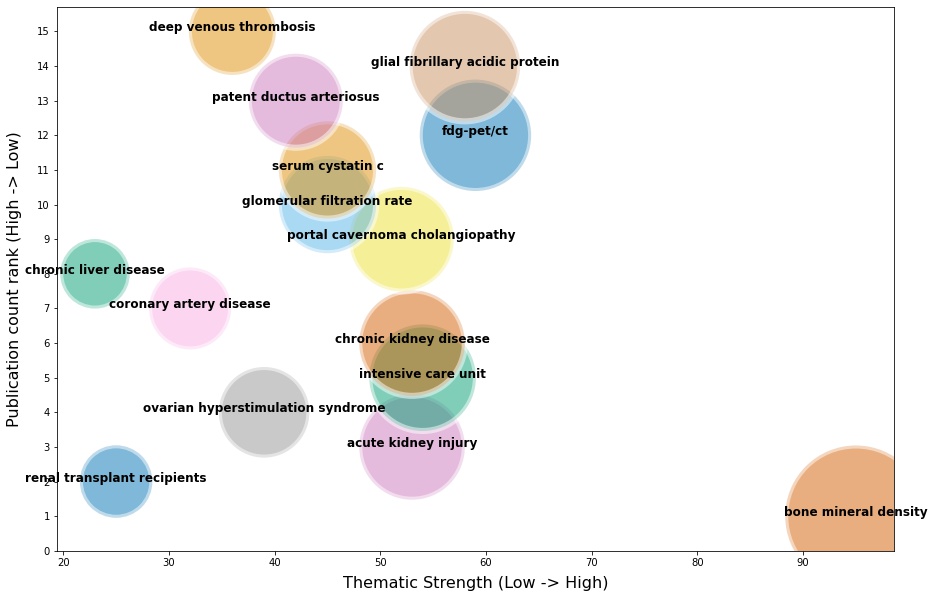 15
deep venous thrombosis
14
glial fibrillary acidic protein
13
patent ductus arteriosus
12
fdg-pet/ct
11
serum cystatin c
10
glomerular filtration rate
9
portal cavernoma cholangiopathy
8
chronic liver disease
7
coronary artery disease
6
chronic kidney disease
5
intensive care unit
4
ovarian hyperstimulation syndrome
3
acute kidney injury
2
renal transplant recipients
1
bone mineral density
0
Publication count rank (High -> Low)
20 30 40 50 60 70 80 90
Thematic Strength (Low -> High)